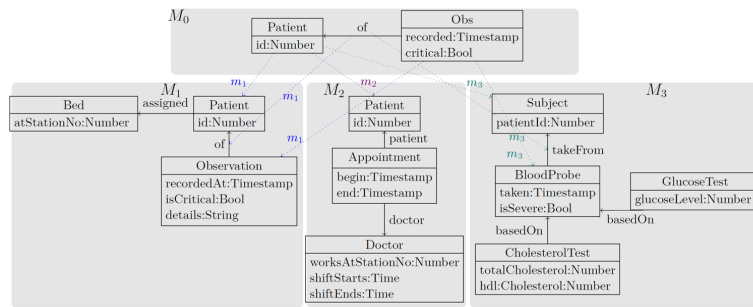 M0
Patient
id:Number
of
Obs
recorded:Timestamp
critical:Bool
m1
m1
m2
m3
m1
m3
m3
M1
Bed
atStationNo:Number
assigned
Patient
id:Number
of
Observation
recordedAt:Timestamp
isCritical:Bool
details:String
M2
Patient
id:Number
patient
Appointment
begin:Timestamp
end:Timestamp
doctor
Doctor
worksAtStationNo:Number
shiftStarts:Time
shiftEnds:Time
M3
Subject
patientId:Number
takeFrom
BloodProbe
taken:Timestamp
isSevere:Bool
GlucoseTest
glucoseLevel:Number
basedOn
basedOn
CholesterolTest
totalCholesterol:Number
hdl:Cholesterol:Number